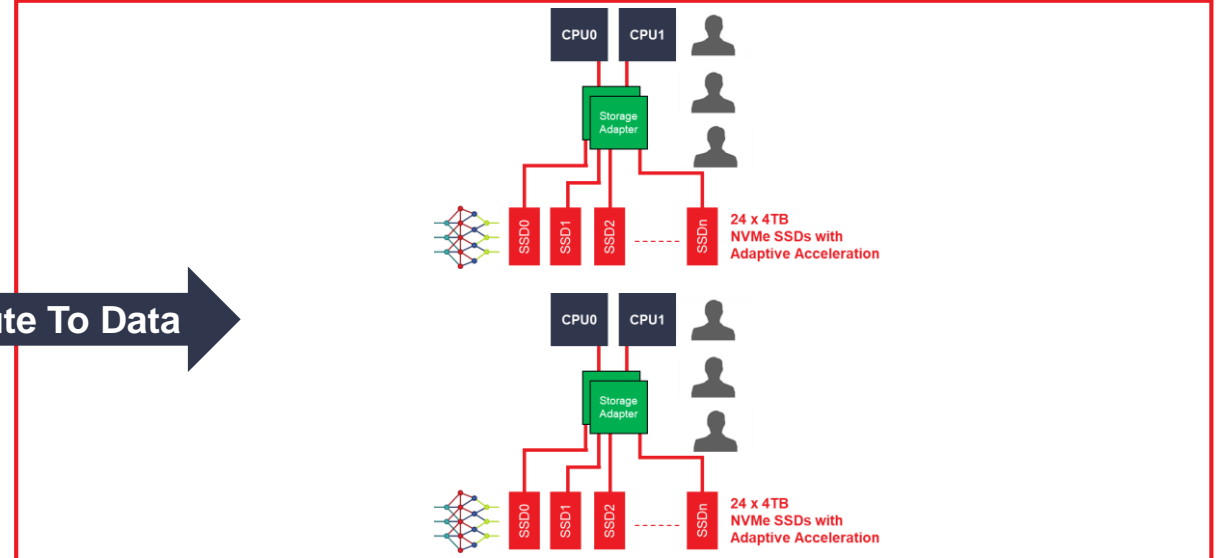 CPU0 CPU1
Storage
Adapter
SSD0 SSD1 SSD2 SSDn
24 x 4TB
NVMe SSDs with
Adaptive Acceleration
To Data
CPU0 CPU1
Storage
Adapter
SSD0 SSD1 SSD2 SSDn
24 x 4TB
NVMe SSDs with
Adaptive Acceleration